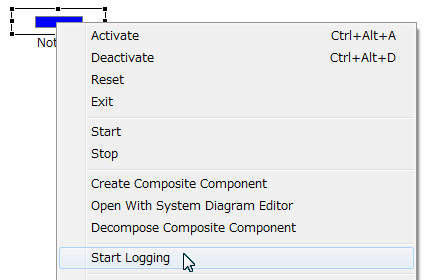 Not
Activate Ctrl+Alt+A
Deactivate Ctrl+Alt+D
Reset
Exit
Start
Stop
Create Composite Component
Open With System Diagram Editor
Decompose Composite Component
Start Logging